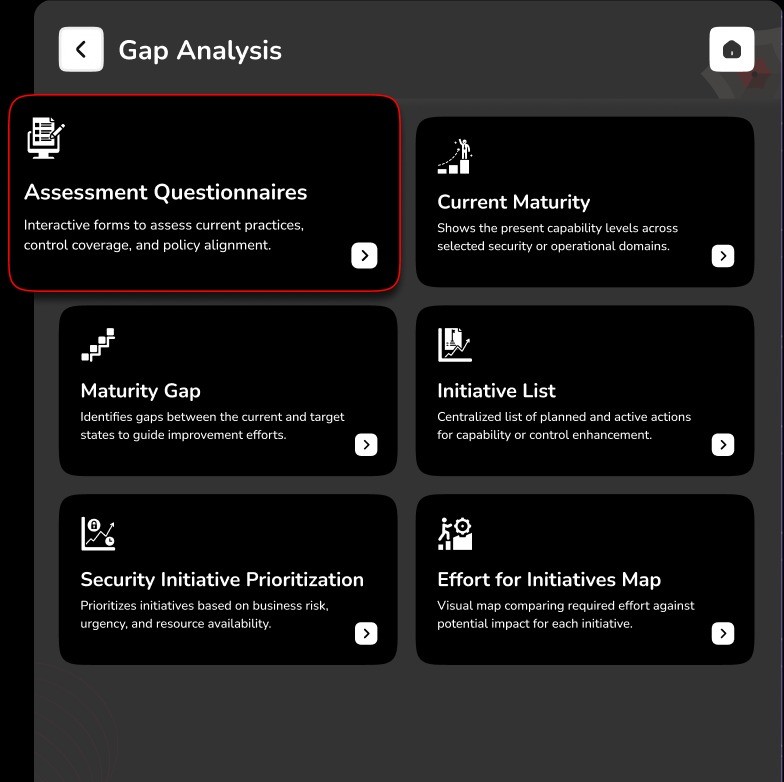 Gap Analysis
Assessment Questionnaires
Interactive forms to assess current practices,
control coverage, and policy alignment.
Current Maturity
Shows the present capability levels across
selected security or operational domains.
Maturity Gap
Identifies gaps between the current and target
states to guide improvement efforts.
Initiative List
Centralized list of planned and active actions
for capability or control enhancement.
Security Initiative Prioritization
Prioritizes initiatives based on business risk,
urgency, and resource availability.
Effort for Initiatives Map
Visual map comparing required effort against
potential impact for each initiative.